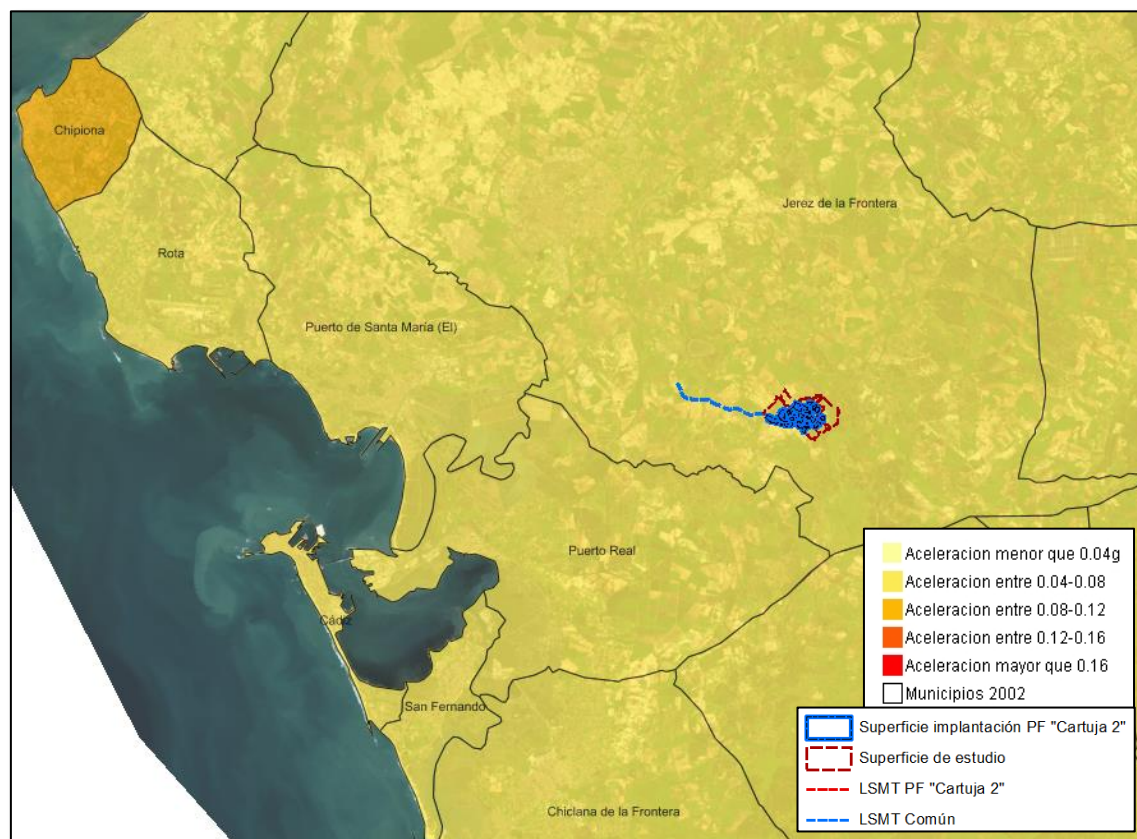 Chipiona
Jerez de la Frontera
Rota
Puerto de Santa María (El)
Puerto Real
Cádiz
San Fernando
Chiclana de la Frontera
Aceleracion menor que 0.04g
Aceleracion entre 0.04-0.08
Aceleracion entre 0.08-0.12
Aceleracion entre 0.12-0.16
Aceleracion mayor que 0.16
Municipios 2002
Superficie implantación PF "Cartuja 2"
Superficie de estudio
LSMT PF "Cartuja 2"
LSMT Común